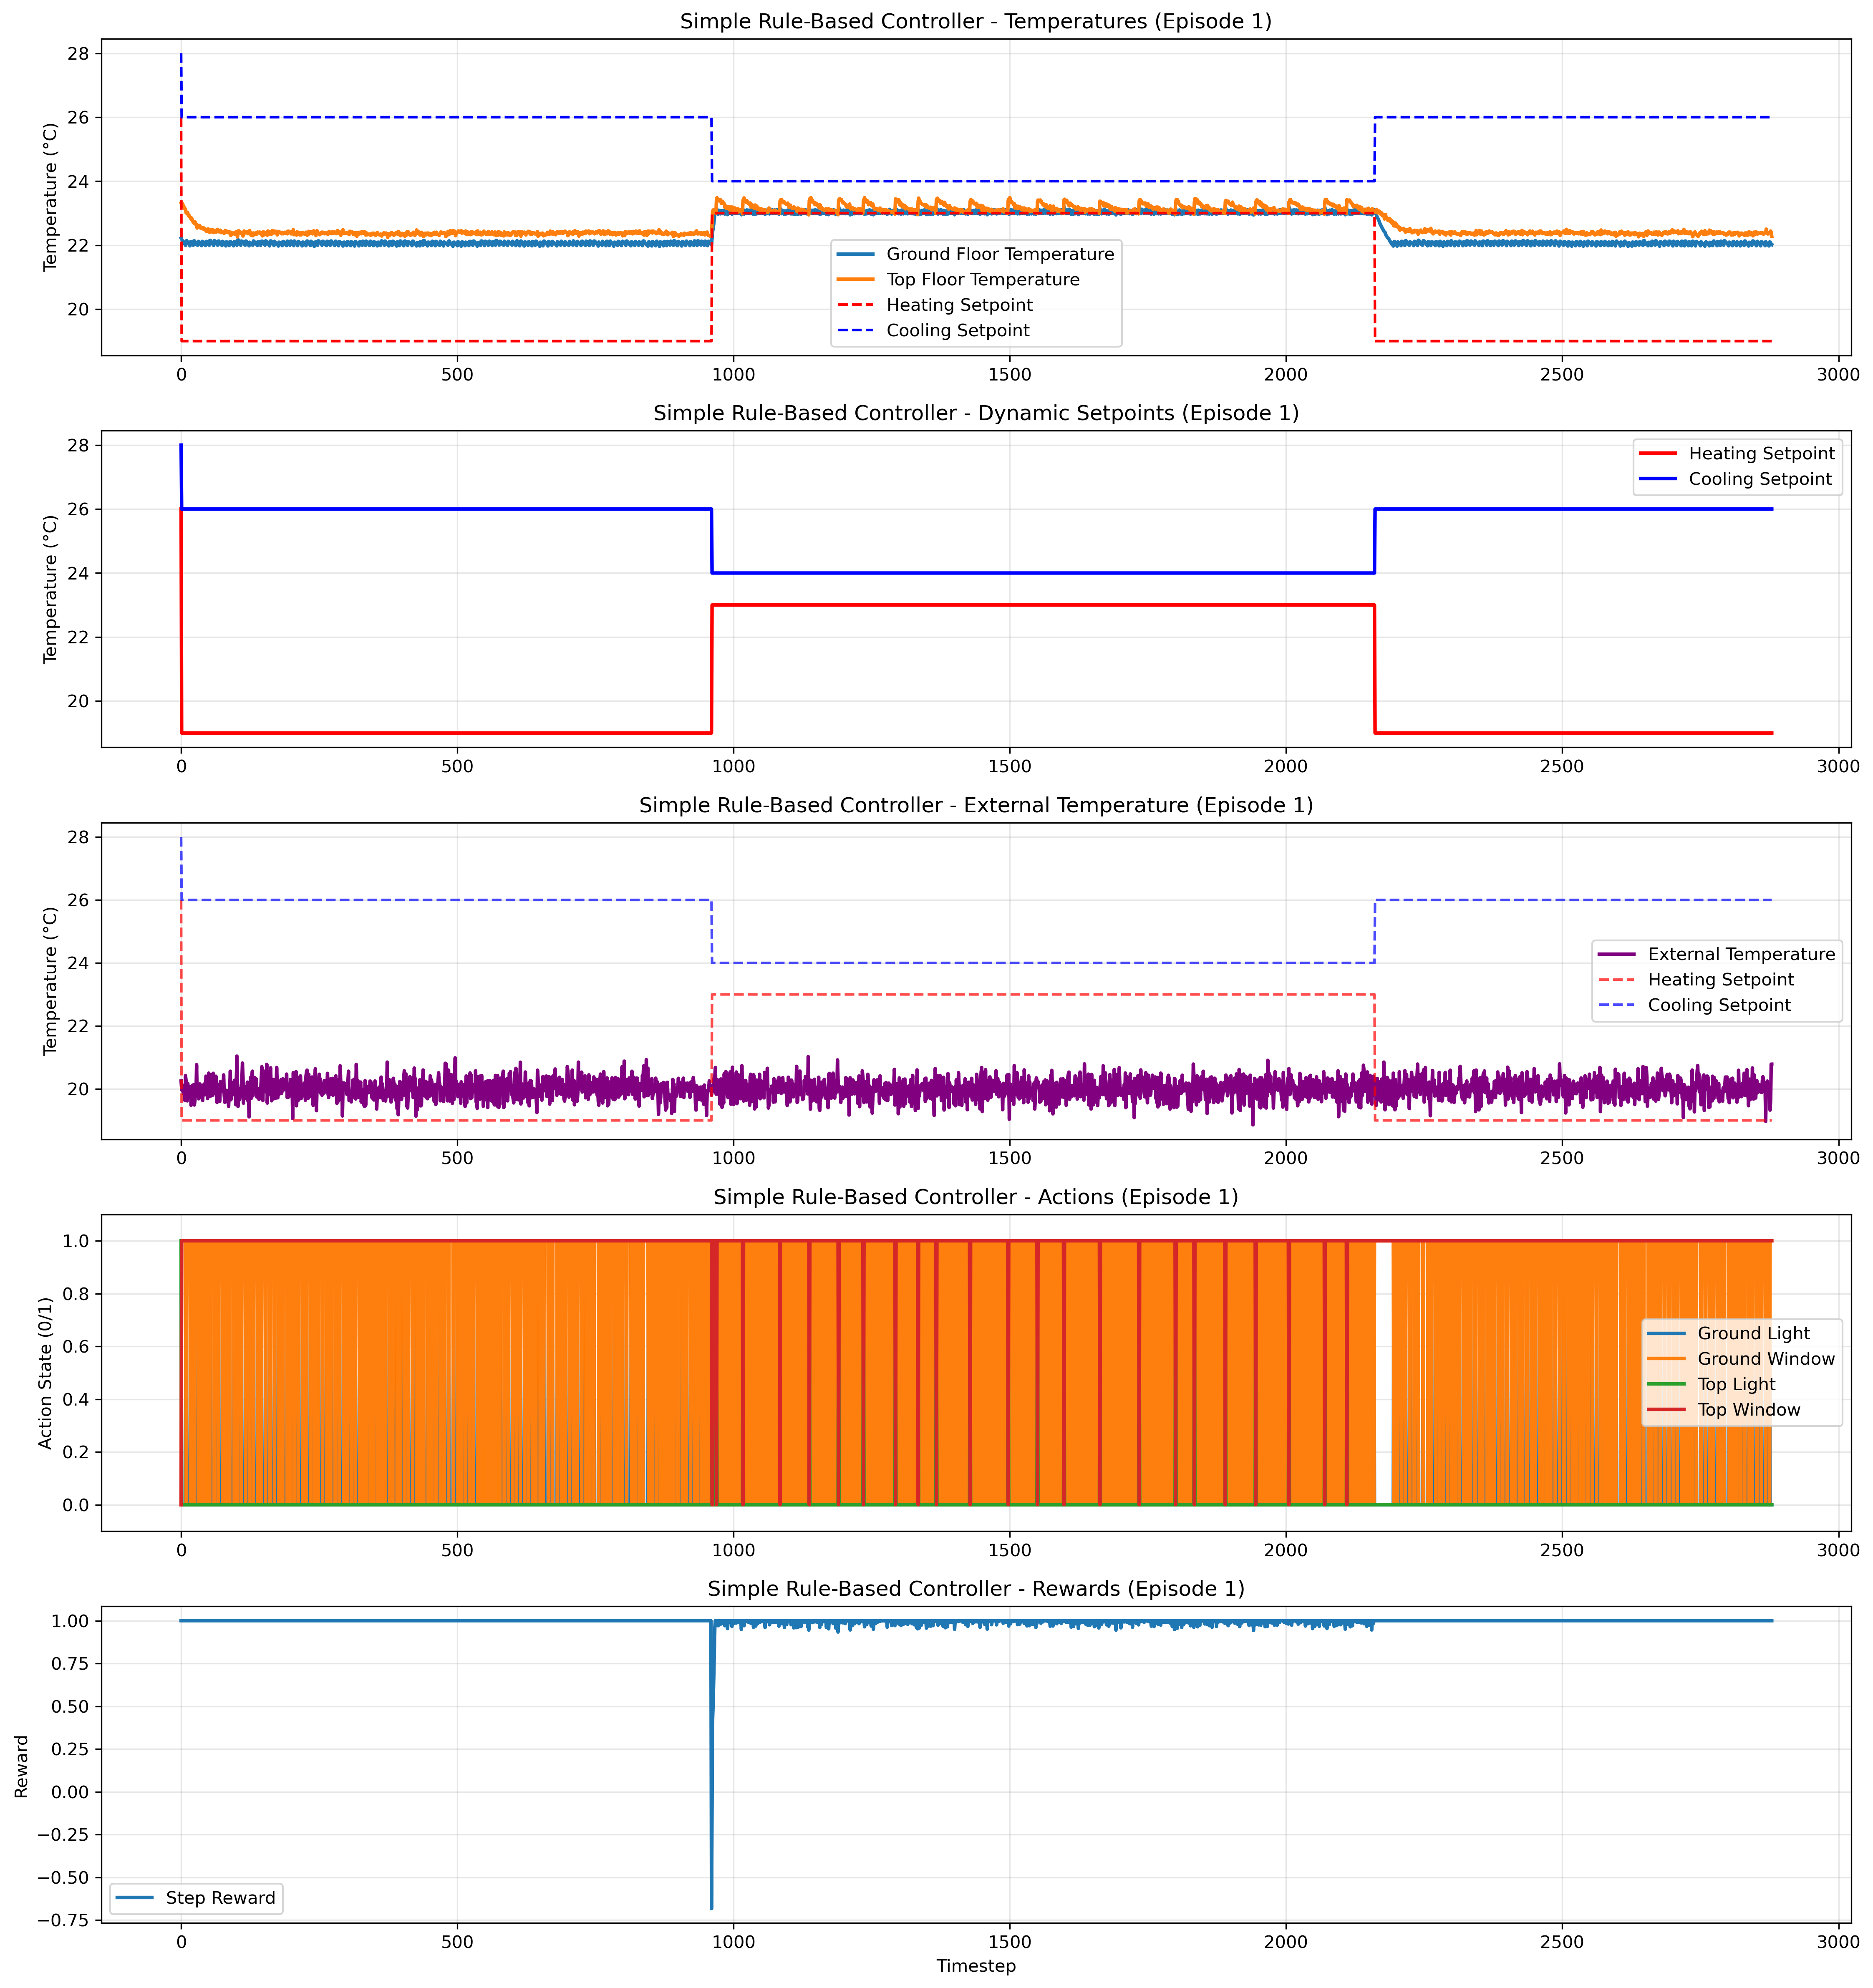 Simple Rule-Based Controller - Temperatures (Episode 1)
Temperature (°C)
28
26
24
22
20
Ground Floor Temperature
Top Floor Temperature
Heating Setpoint
Cooling Setpoint
0 500 1000 1500 2000 2500 3000
Simple Rule-Based Controller - Dynamic Setpoints (Episode 1)
Temperature (°C)
28
26
24
22
20
Heating Setpoint
Cooling Setpoint
0 500 1000 1500 2000 2500 3000
Simple Rule-Based Controller - External Temperature (Episode 1)
Temperature (°C)
28
26
24
22
20
External Temperature
Heating Setpoint
Cooling Setpoint
0 500 1000 1500 2000 2500 3000
Simple Rule-Based Controller - Actions (Episode 1)
Action State (0/1)
1.0
0.8
0.6
0.4
0.2
0.0
Ground Light
Ground Window
Top Light
Top Window
0 500 1000 1500 2000 2500 3000
Simple Rule-Based Controller - Rewards (Episode 1)
Reward
1.00
0.75
0.50
0.25
0.00
−0.25
−0.50
−0.75
Step Reward
0 500 1000 1500 2000 2500 3000
Timestep